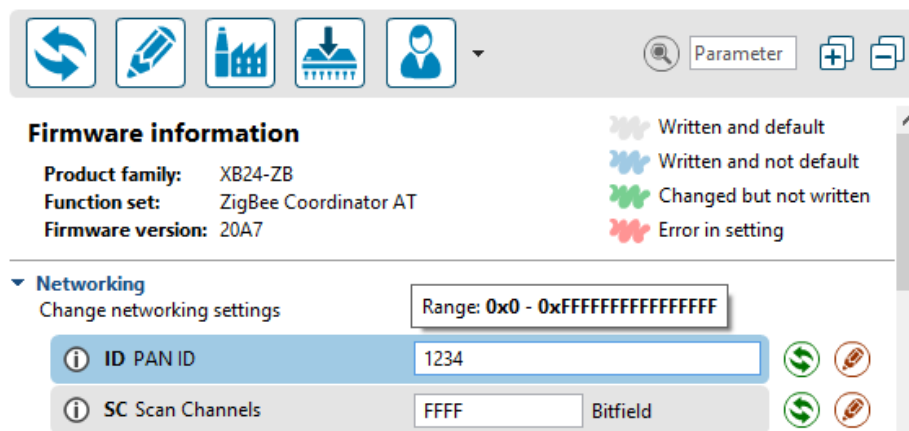 Parameter
Firmware information
Product family: XB24-ZB
Function set: ZigBee Coordinator AT
Firmware version: 20A7
Written and default
Written and not default
Changed but not written
Error in setting
Networking
Change networking settings
Range: 0x0 - 0xFFFFFFFFFFFFFFFF
ID PAN ID 1234
SC Scan Channels FFFF Bitfield